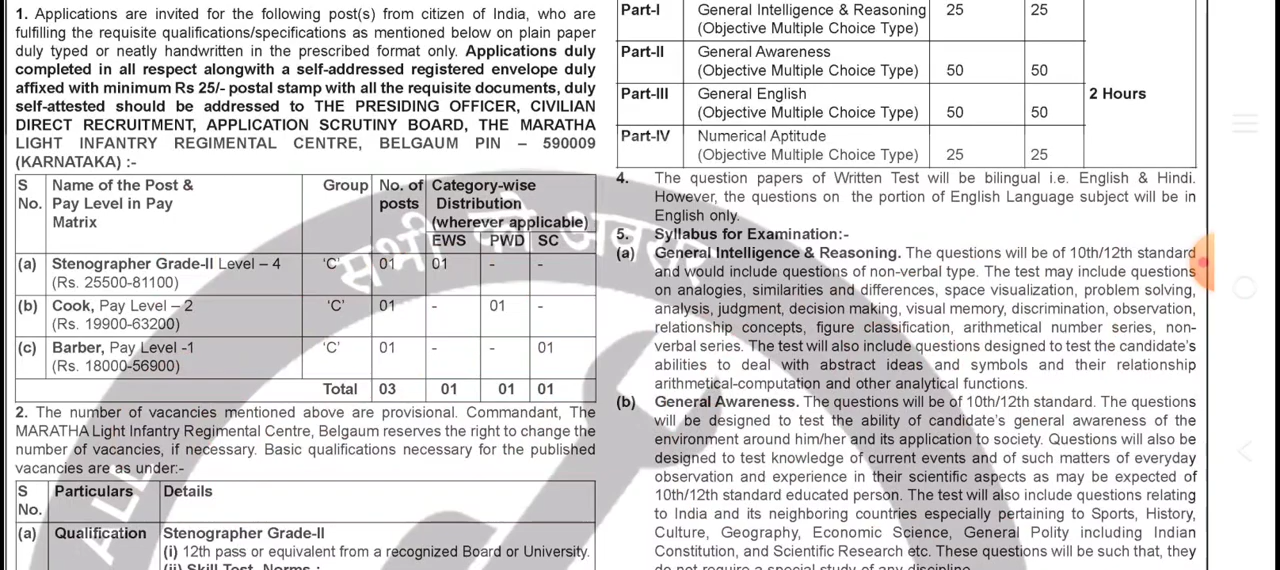 1. Applications are invited for the following post(s) from citizen of India, who are
fulfilling the requisite qualifications/specifications as mentioned below on plain paper
duly typed or neatly handwritten in the prescribed format only. Applications duly
completed in all respect alongwith a self-addressed registered envelope duly
affixed with minimum Rs 25/- postal stamp with all the requisite documents, duly
self-attested should be addressed to THE PRESIDING OFFICER, CIVILIAN
DIRECT RECRUITMENT, APPLICATION SCRUTINY BOARD, THE MARATHA
LIGHT INFANTRY REGIMENTAL CENTRE, BELGAUM PIN – 590009
(KARNATAKA) :-
S No. Name of the Post & Pay Level in Pay Matrix Group No. of posts Category-wise Distribution (wherever applicable)
EWS PWD SC
(a) Stenographer Grade-II Level – 4 'C' 01 01 - -
(Rs. 25500-81100)
(b) Cook, Pay Level – 2 'C' 01 - 01 -
(Rs. 19900-63200)
(c) Barber, Pay Level -1 'C' 01 - - 01
(Rs. 18000-56900)
Total 03 01 01 01
2. The number of vacancies mentioned above are provisional. Commandant, The
MARATHA Light Infantry Regimental Centre, Belgaum reserves the right to change the
number of vacancies, if necessary. Basic qualifications necessary for the published
vacancies are as under:-
S No. Particulars Details
(a) Qualification Stenographer Grade-II
(i) 12th pass or equivalent from a recognized Board or University.
(ii) Skill Test Norms :
Part-I General Intelligence & Reasoning 25 25
(Objective Multiple Choice Type)
Part-II General Awareness
(Objective Multiple Choice Type) 50 50
Part-III General English 2 Hours
(Objective Multiple Choice Type) 50 50
Part-IV Numerical Aptitude
(Objective Multiple Choice Type) 25 25
4. The question papers of Written Test will be bilingual i.e. English & Hindi.
However, the questions on the portion of English Language subject will be in
English only.
5. Syllabus for Examination:-
(a) General Intelligence & Reasoning. The questions will be of 10th/12th standard
and would include questions of non-verbal type. The test may include questions
on analogies, similarities and differences, space visualization, problem solving,
analysis, judgment, decision making, visual memory, discrimination, observation,
relationship concepts, figure classification, arithmetical number series, non-
verbal series. The test will also include questions designed to test the candidate's
abilities to deal with abstract ideas and symbols and their relationship
arithmetical-computation and other analytical functions.
(b) General Awareness. The questions will be of 10th/12th standard. The questions
will be designed to test the ability of candidate's general awareness of the
environment around him/her and its application to society. Questions will also be
designed to test knowledge of current events and of such matters of everyday
observation and experience in their scientific aspects as may be expected of
10th/12th standard educated person. The test will also include questions relating
to India and its neighboring countries especially pertaining to Sports, History,
Culture, Geography, Economic Science, General Polity including Indian
Constitution, and Scientific Research etc. These questions will be such that, they
do not require a special study of any discipline.
सभी को अवसर
ALL